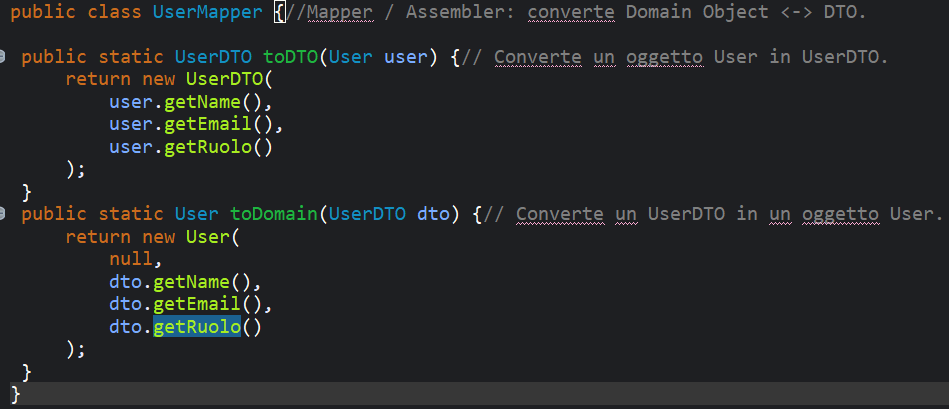 public class UserMapper {//Mapper / Assembler: converte Domain Object <-> DTO.
public static UserDTO toDTO(User user) {// Converte un oggetto User in UserDTO.
return new UserDTO(
user.getName(),
user.getEmail(),
user.getRuolo()
);
}
public static User toDomain(UserDTO dto) {// Converte un UserDTO in un oggetto User.
return new User(
null,
dto.getName(),
dto.getEmail(),
dto.getRuolo()
);
}
}